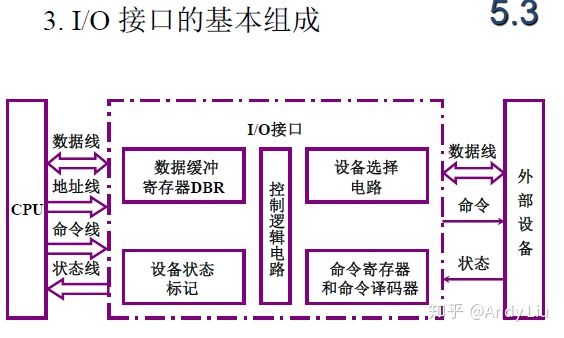 3. I/O 接口的基本组成
5.3
I/O接口
CPU
数据线
地址线
命令线
状态线
数据缓冲
寄存器DBR
设备状态
标记
控制逻辑电路
设备选择
电路
命令寄存器
和命令译码器
数据线
命令
状态
外部设备
知乎 @Andy Liu